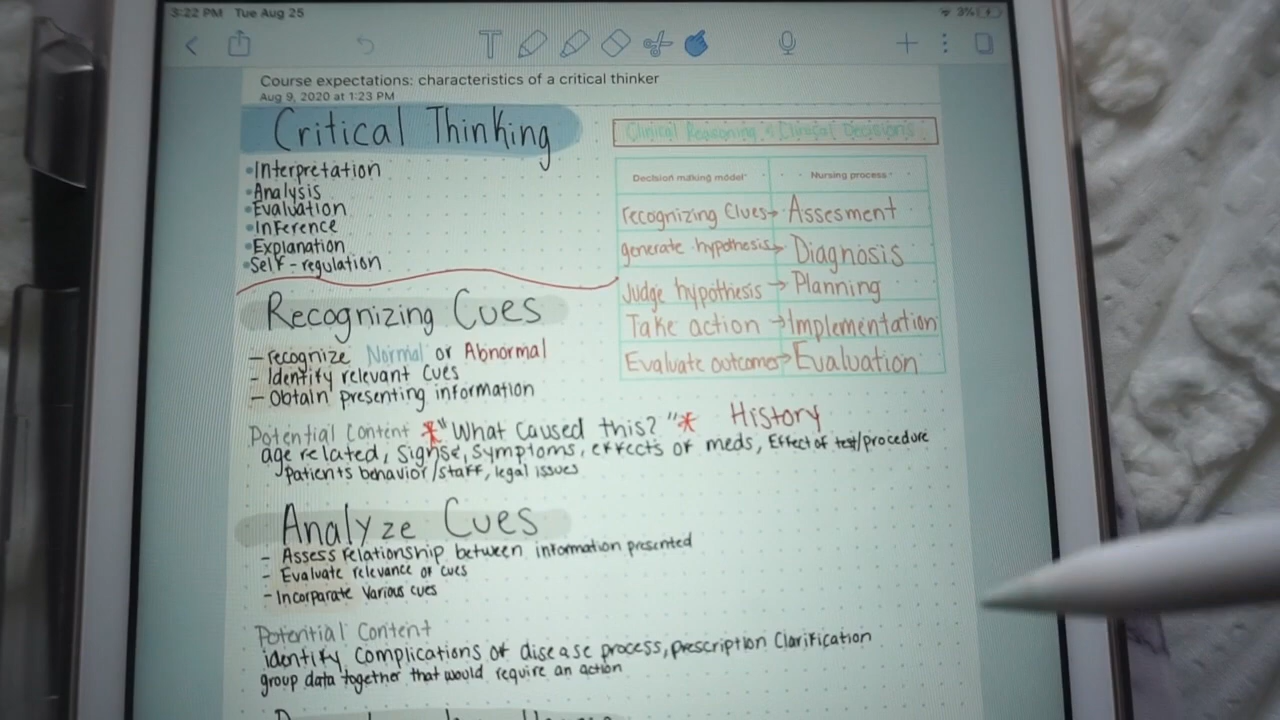 3:22 PM Tue Aug 25
3%
Course expectations: characteristics of a critical thinker
Aug 9, 2020 at 1:23 PM
Critical Thinking
•Interpretation
•Analysis
•Evaluation
•Inference
•Explanation
•Self-regulation
Clinical Reasoning & Clinical Decisions
Decision making model Nursing process
recognizing Clues→ Assesment
generate hypothesis→ Diagnosis
Judge hypothesis → Planning
Take action → Implementation
Evaluate outcomes→ Evaluation
Recognizing Cues
- recognize Normal or Abnormal
- Identify relevant Cues
- Obtain presenting information
Potential Content *"What caused this?"* History
age related, Signs, Symptoms, effects of meds, Effect of test/procedure
patients behavior/staff, legal issues
Analyze Cues
- Assess relationship between information presented
- Evaluate relevance of cues
- Incorparate Various cues
Potential Content
identify Complications of disease process, prescription Clarification
group data together that would require an action